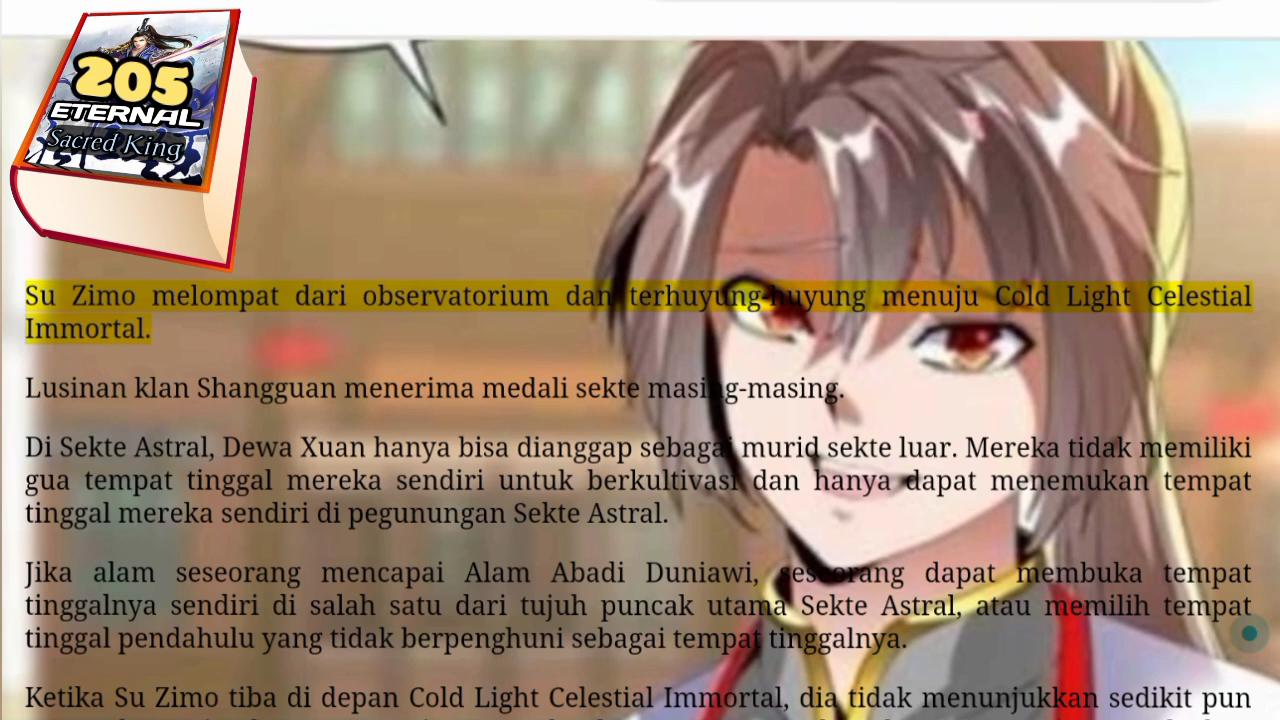 205
ETERNAL
Sacred King
Su Zimo melompat dari observatorium dan terhuyung-huyung menuju Cold Light Celestial
Immortal.
Lusinan klan Shangguan menerima medali sekte masing-masing.
Di Sekte Astral, Dewa Xuan hanya bisa dianggap sebagai murid sekte luar. Mereka tidak memiliki
gua tempat tinggal mereka sendiri untuk berkultivasi dan hanya dapat menemukan tempat
tinggal mereka sendiri di pegunungan Sekte Astral.
Jika alam seseorang mencapai Alam Abadi Duniawi, seseorang dapat membuka tempat
tinggalnya sendiri di salah satu dari tujuh puncak utama Sekte Astral, atau memilih tempat
tinggal pendahulu yang tidak berpenghuni sebagai tempat tinggalnya.
Ketika Su Zimo tiba di depan Cold Light Celestial Immortal, dia tidak menunjukkan sedikit pun